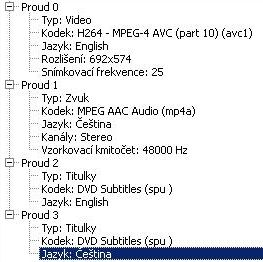 Proud 0
Typ: Video
Kodek: H264 - MPEG-4 AVC (part 10) (avc1)
Jazyk: English
Rozlišení: 692x574
Snímkovací frekvence: 25
Proud 1
Typ: Zvuk
Kodek: MPEG AAC Audio (mp4a)
Jazyk: Čeština
Kanály: Stereo
Vzorkovací kmitočet: 48000 Hz
Proud 2
Typ: Titulky
Kodek: DVD Subtitles (spu )
Jazyk: English
Proud 3
Typ: Titulky
Kodek: DVD Subtitles (spu )
Jazyk: Čeština